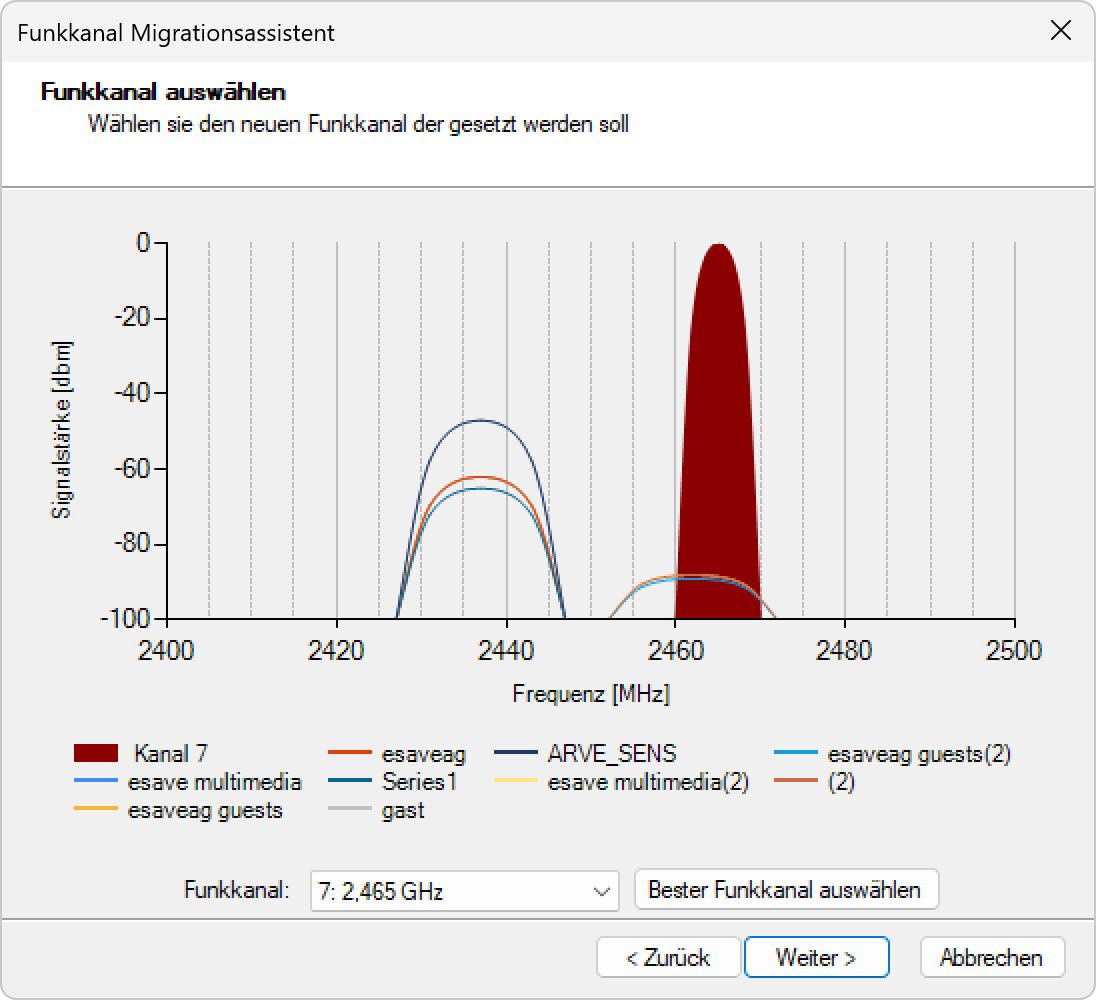 Funkkanal Migrationsassistent
Funkkanal auswählen
Wählen sie den neuen Funkkanal der gesetzt werden soll
Signalstärke [dbm]
0
-20
-40
-60
-80
-100
2400 2420 2440 2460 2480 2500
Frequenz [MHz]
Kanal 7 esaveag ARVE_SENS esaveag guests(2)
esave multimedia Series1 esave multimedia(2) (2)
esaveag guests gast
Funkkanal: 7: 2,465 GHz Bester Funkkanal auswählen
< Zurück Weiter > Abbrechen